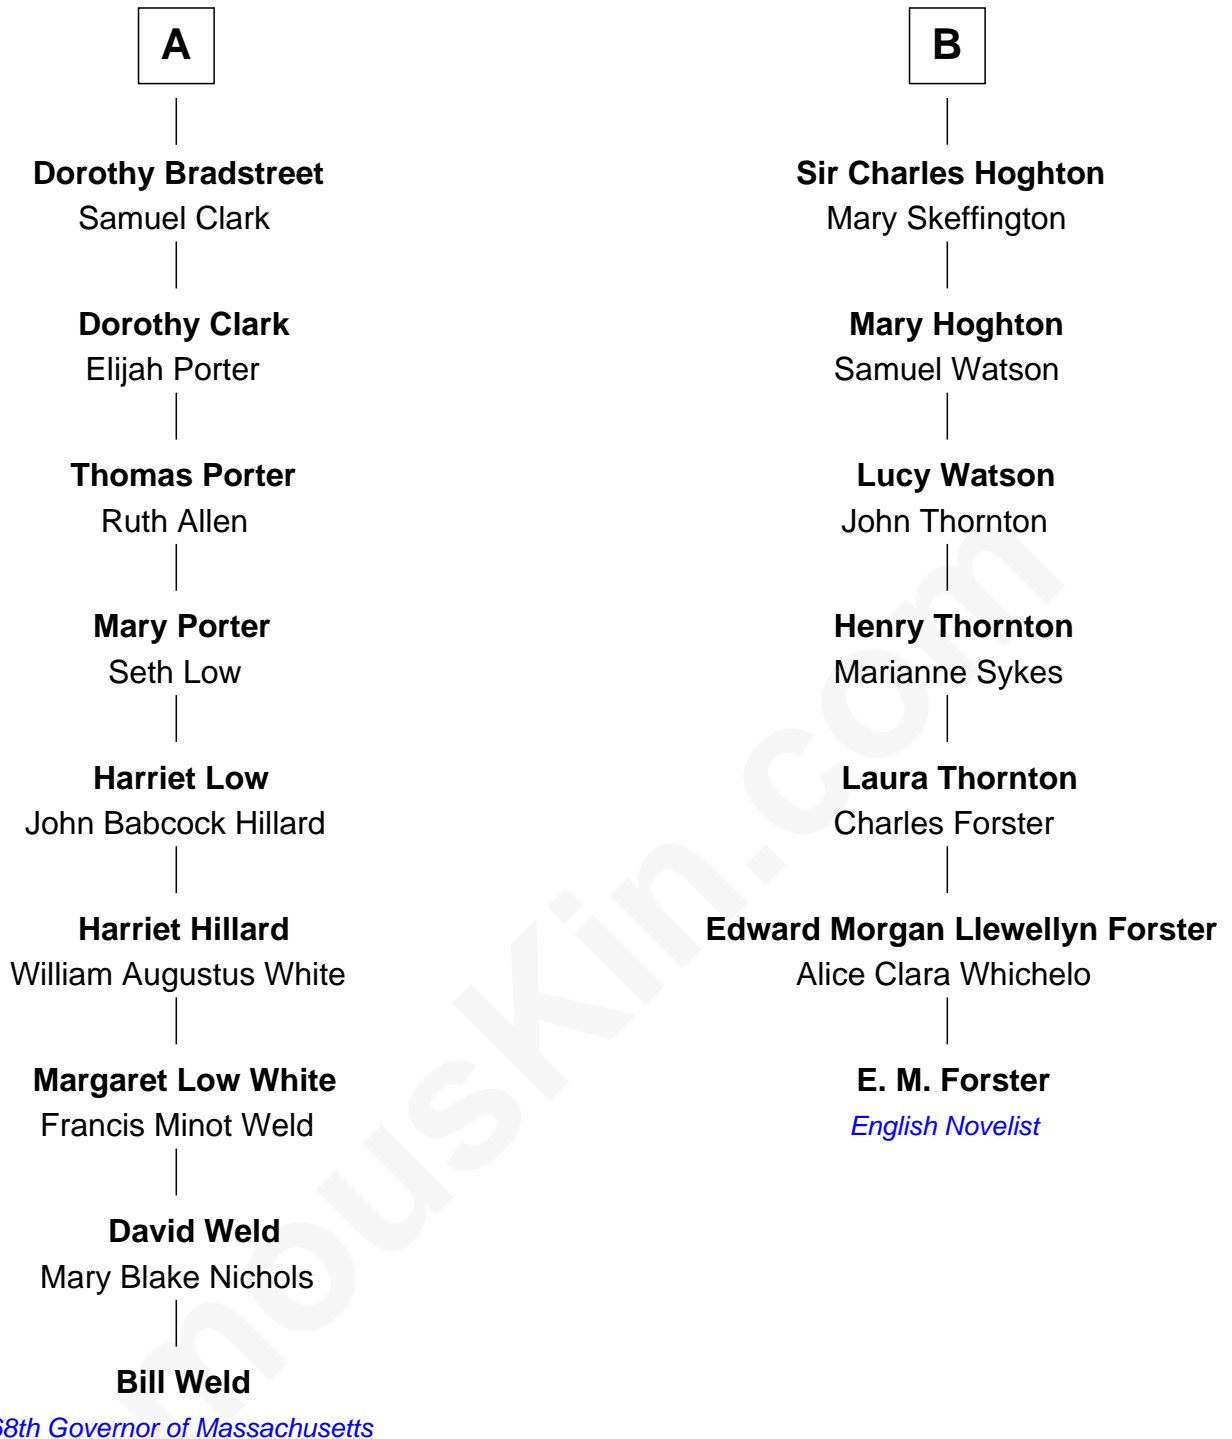 A
Dorothy Bradstreet
Samuel Clark
Dorothy Clark
Elijah Porter
Thomas Porter
Ruth Allen
Mary Porter
Seth Low
Harriet Low
John Babcock Hillard
Harriet Hillard
William Augustus White
Margaret Low White
Francis Minot Weld
David Weld
Mary Blake Nichols
Bill Weld
68th Governor of Massachusetts
B
Sir Charles Hoghton
Mary Skeffington
Mary Hoghton
Samuel Watson
Lucy Watson
John Thornton
Henry Thornton
Marianne Sykes
Laura Thornton
Charles Forster
Edward Morgan Llewellyn Forster
Alice Clara Whichelo
E. M. Forster
English Novelist
mousKin.com